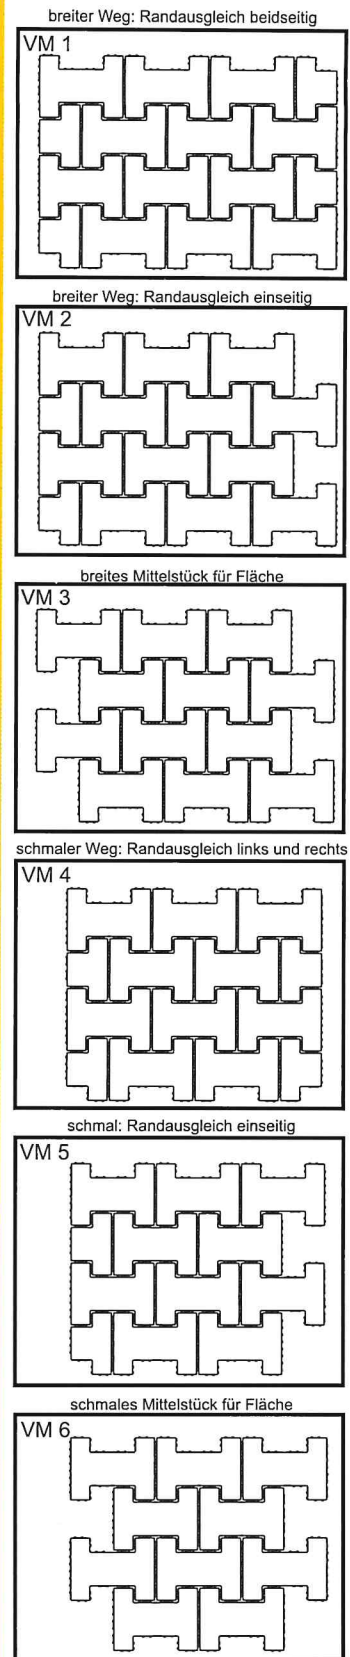 breiter Weg: Randausgleich beidseitig
VM 1
breiter Weg: Randausgleich einseitig
VM 2
breites Mittelstück für Fläche
VM 3
schmaler Weg: Randausgleich links und rechts
VM 4
schmal: Randausgleich einseitig
VM 5
schmales Mittelstück für Fläche
VM 6